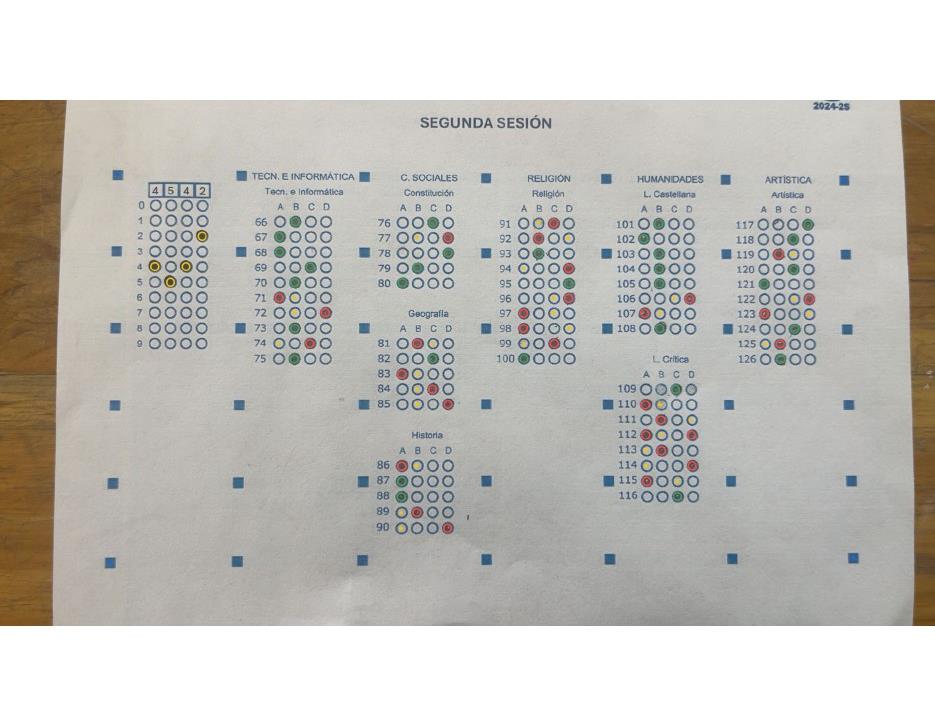 2024-2S
SEGUNDA SESIÓN
4 5 4 2
0
1
2
3
4
5
6
7
8
9
TECN. E INFORMÁTICA
Tecn. e Informática
A B C D
66
67
68
69
70
71
72
73
74
75
C. SOCIALES
Constitución
A B C D
76
77
78
79
80
Geografía
A B C D
81
82
83
84
85
Historia
A B C D
86
87
88
89
90
RELIGIÓN
Religión
A B C D
91
92
93
94
95
96
97
98
99
100
HUMANIDADES
L. Castellana
A B C D
101
102
103
104
105
106
107
108
L. Crítica
A B C D
109
110
111
112
113
114
115
116
ARTÍSTICA
Artística
A B C D
117
118
119
120
121
122
123
124
125
126